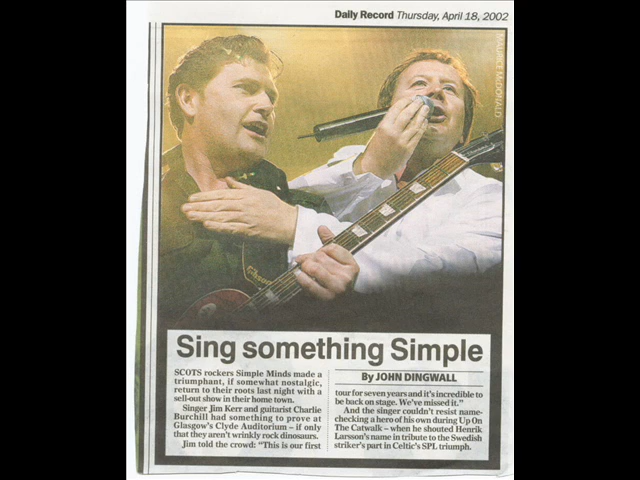 Daily Record Thursday, April 18, 2002
MAURICE McDONALD
Gibson
Sing something Simple
SCOTS rockers Simple Minds made a
triumphant, if somewhat nostalgic,
return to their roots last night with a
sell-out show in their home town.
Singer Jim Kerr and guitarist Charlie
Burchill had something to prove at
Glasgow's Clyde Auditorium – if only
that they aren't wrinkly rock dinosaurs.
Jim told the crowd: "This is our first
By JOHN DINGWALL
tour for seven years and it's incredible to
be back on stage. We've missed it."
And the singer couldn't resist name-
checking a hero of his own during Up On
The Catwalk – when he shouted Henrik
Larsson's name in tribute to the Swedish
striker's part in Celtic's SPL triumph.